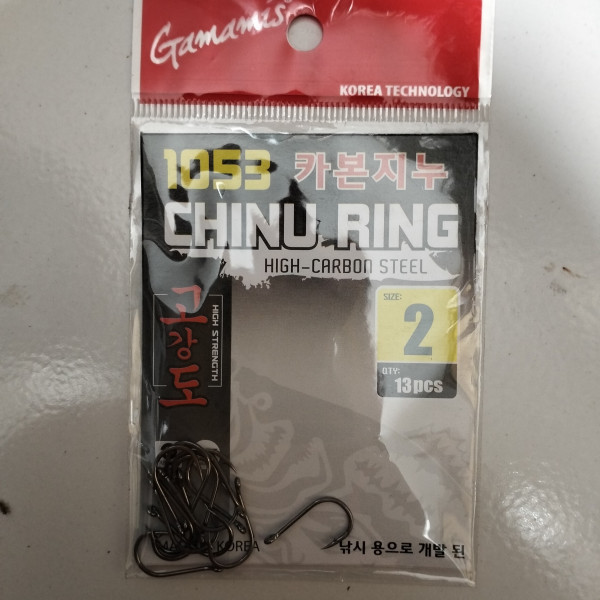 Gamamis
KOREA TECHNOLOGY
1053 카본지누
CHINU RING
HIGH-CARBON STEEL
SIZE:
2
QTY:
13pcs
고강도
HIGH STRENGTH
KOREA
낚시 용으로 개발 된